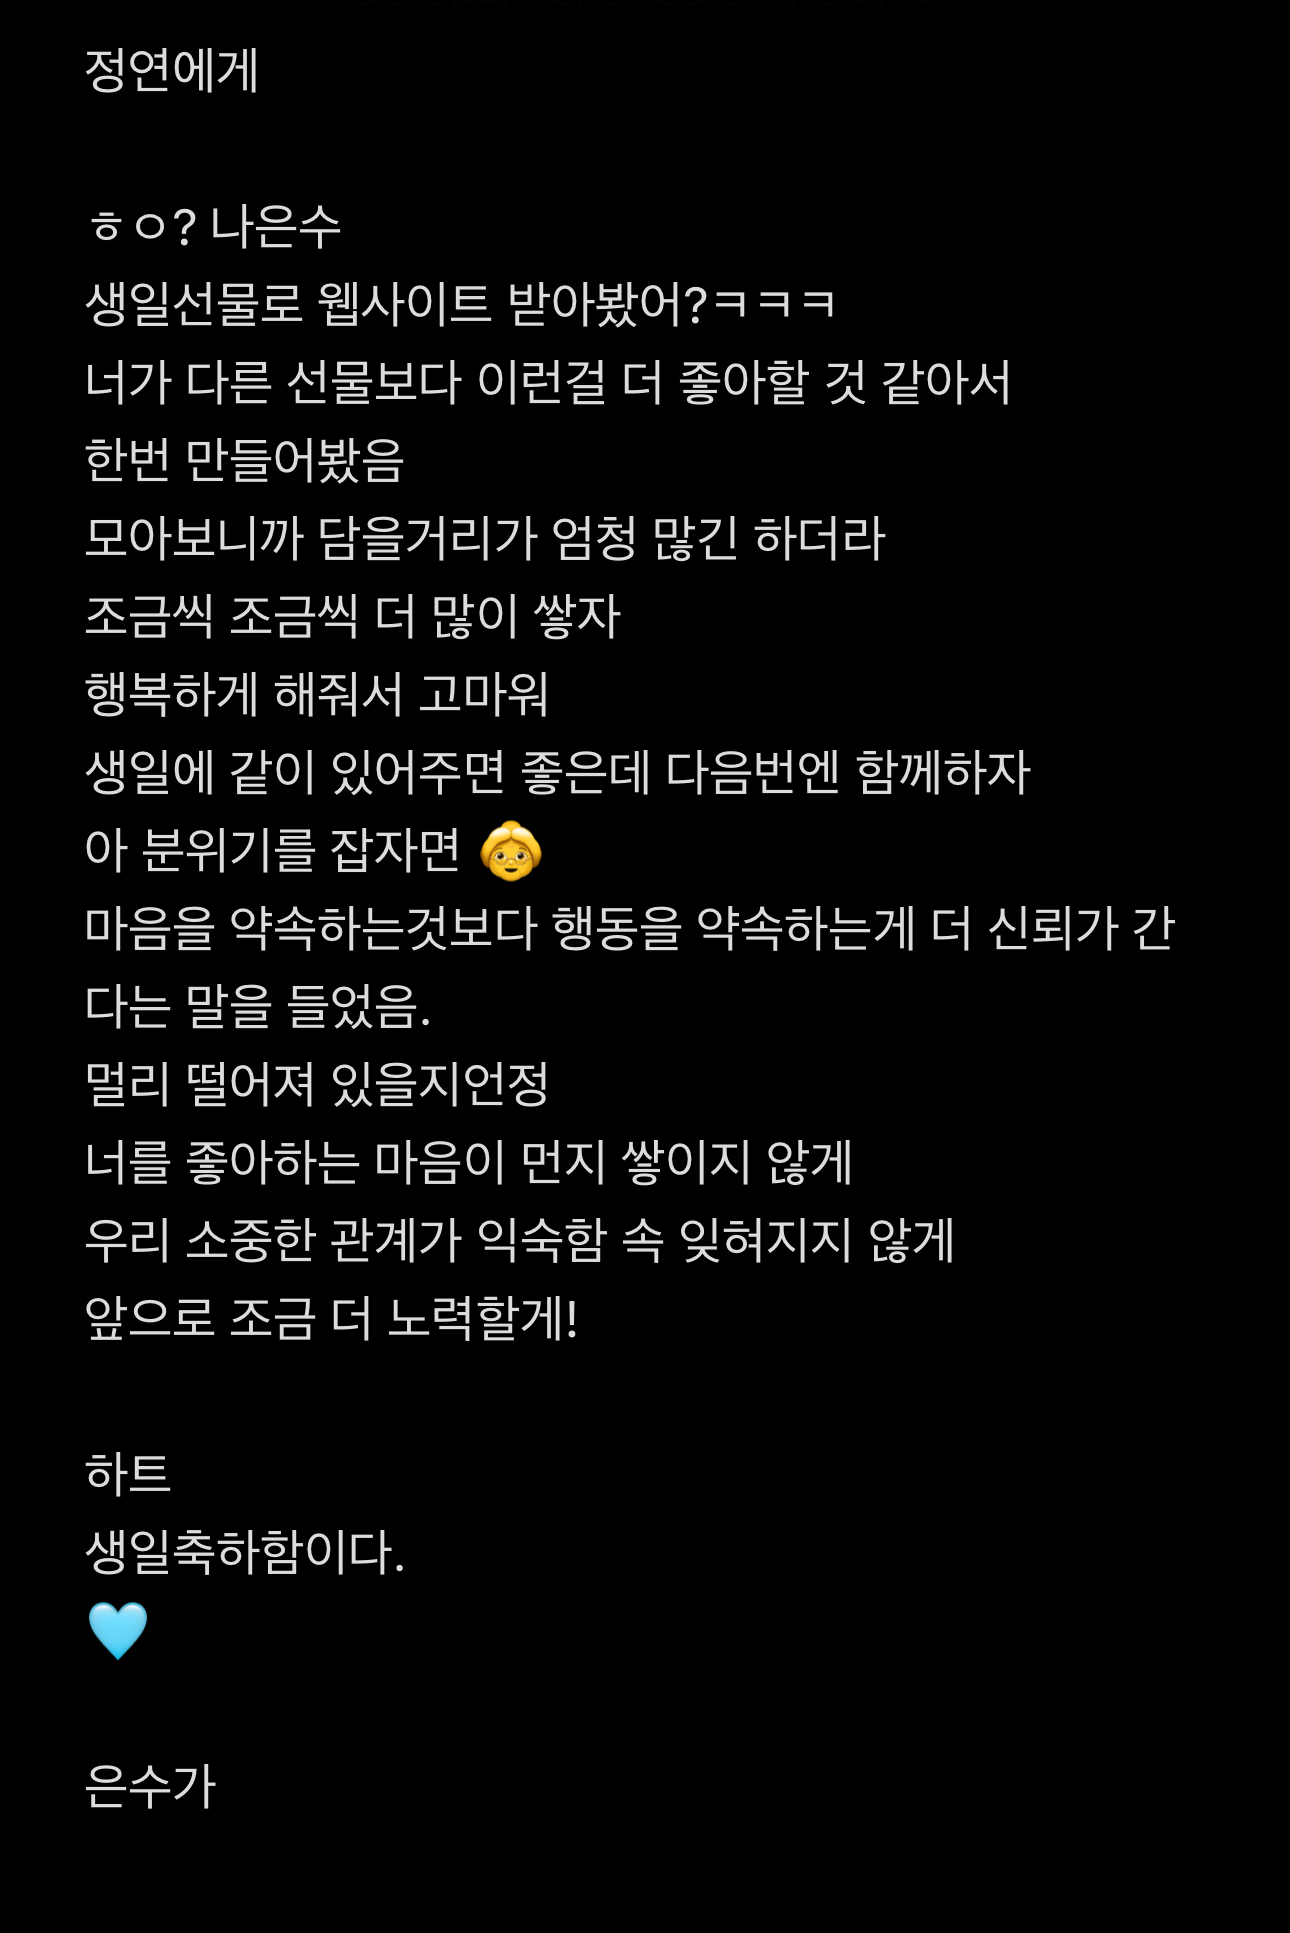 정연에게
ㅎㅇ? 나은수
생일선물로 웹사이트 받아봤어?ㅋㅋㅋ
너가 다른 선물보다 이런걸 더 좋아할 것 같아서
한번 만들어봤음
모아보니까 담을거리가 엄청 많긴 하더라
조금씩 조금씩 더 많이 쌓자
행복하게 해줘서 고마워
생일에 같이 있어주면 좋은데 다음번엔 함께하자
아 분위기를 잡자면 👵
마음을 약속하는것보다 행동을 약속하는게 더 신뢰가 간
다는 말을 들었음.
멀리 떨어져 있을지언정
너를 좋아하는 마음이 먼지 쌓이지 않게
우리 소중한 관계가 익숙함 속 잊혀지지 않게
앞으로 조금 더 노력할게!
하트
생일축하함이다.
🩵
은수가